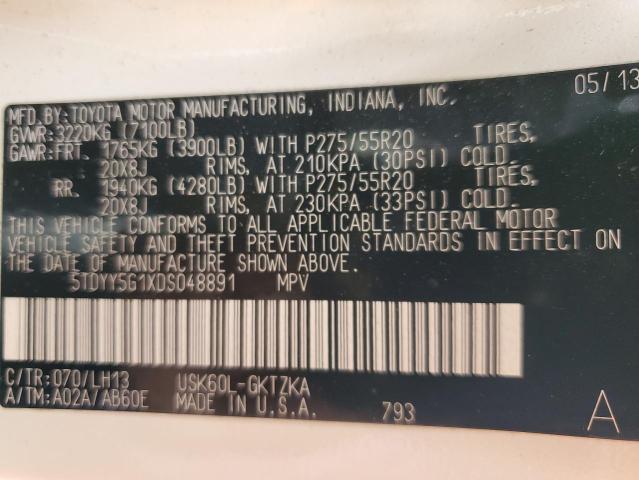 05/13
MFD.BY:TOYOTA MOTOR MANUFACTURING, INDIANA, INC.
GVWR:3220KG (7100LB)
GAWR:FRT. 1765KG (3900LB) WITH P275/55R20 TIRES,
20X8J RIMS, AT 210KPA (30PSI) COLD.
RR. 1940KG (4280LB) WITH P275/55R20 TIRES,
20X8J RIMS, AT 230KPA (33PSI) COLD.
THIS VEHICLE CONFORMS TO ALL APPLICABLE FEDERAL MOTOR
VEHICLE SAFETY AND THEFT PREVENTION STANDARDS IN EFFECT ON
THE DATE OF MANUFACTURE SHOWN ABOVE.
5TDYY5G1XDS048891 MPV
C/TR:070/LH13 USK60L-GKTZKA
A/TM:A02A/AB60E MADE IN U.S.A. 793 A